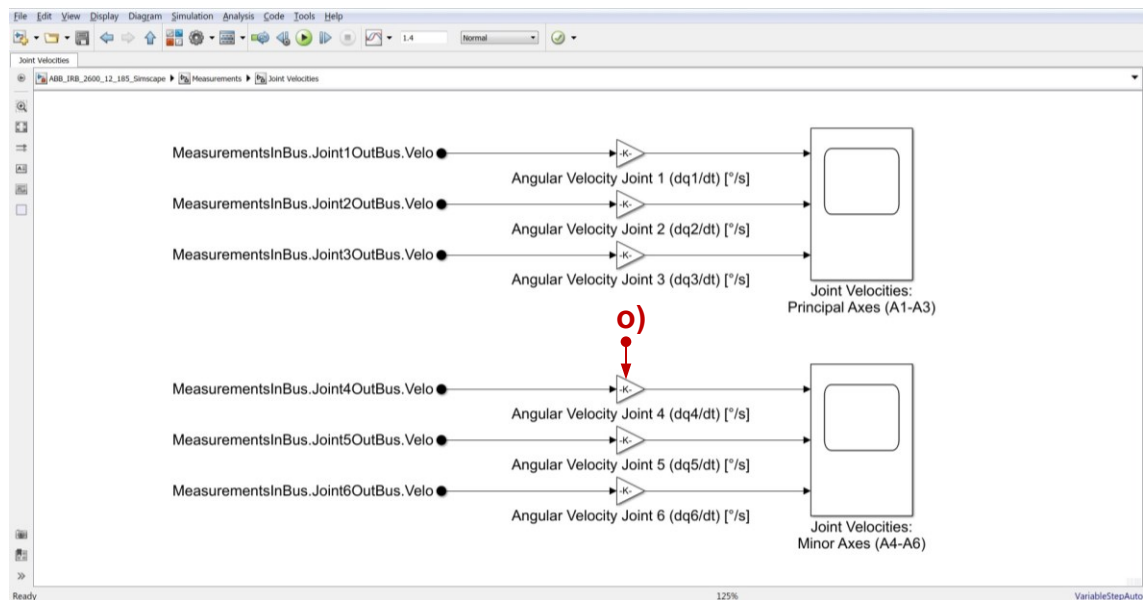 File Edit View Display Diagram Simulation Analysis Code Tools Help
1.4 Normal
Joint Velocities
ABB_IRB_2600_12_185_Simscape Measurements Joint Velocities
MeasurementsInBus.Joint1OutBus.Velo -K-
Angular Velocity Joint 1 (dq1/dt) [°/s]
MeasurementsInBus.Joint2OutBus.Velo -K-
Angular Velocity Joint 2 (dq2/dt) [°/s]
MeasurementsInBus.Joint3OutBus.Velo -K-
Angular Velocity Joint 3 (dq3/dt) [°/s]
Joint Velocities:
Principal Axes (A1-A3)
o)
MeasurementsInBus.Joint4OutBus.Velo -K-
Angular Velocity Joint 4 (dq4/dt) [°/s]
MeasurementsInBus.Joint5OutBus.Velo -K-
Angular Velocity Joint 5 (dq5/dt) [°/s]
MeasurementsInBus.Joint6OutBus.Velo -K-
Angular Velocity Joint 6 (dq6/dt) [°/s]
Joint Velocities:
Minor Axes (A4-A6)
Ready 125% VariableStepAuto